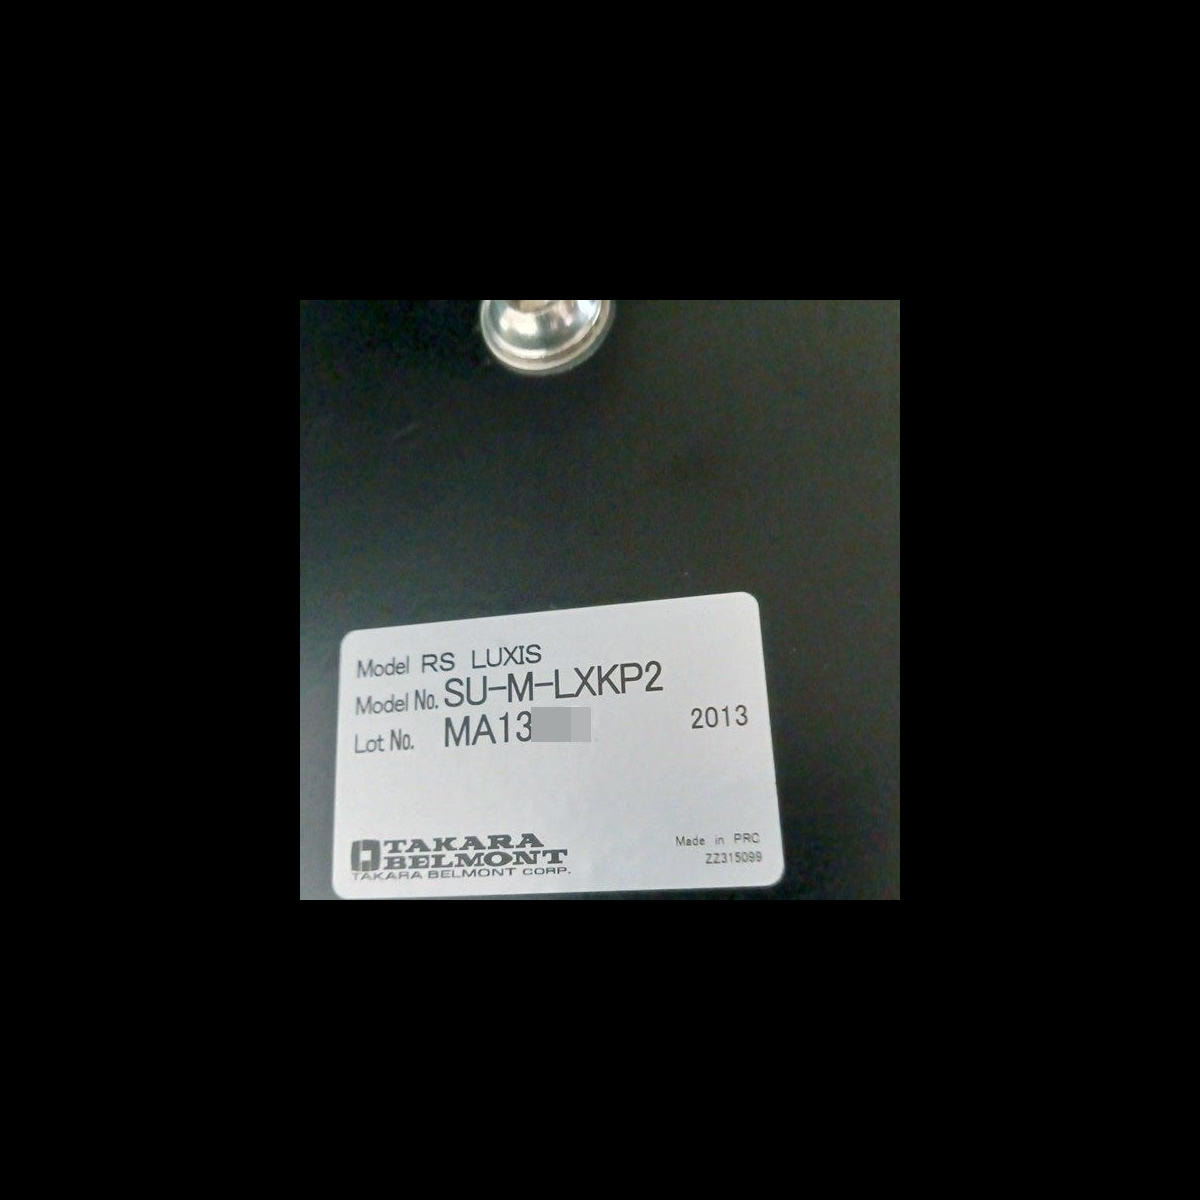 Model RS LUXIS
Model No. SU-M-LXKP2
Lot No. MA13 2013
TAKARA
BELMONT
TAKARA BELMONT CORP.
Made in PRC
ZZ315099